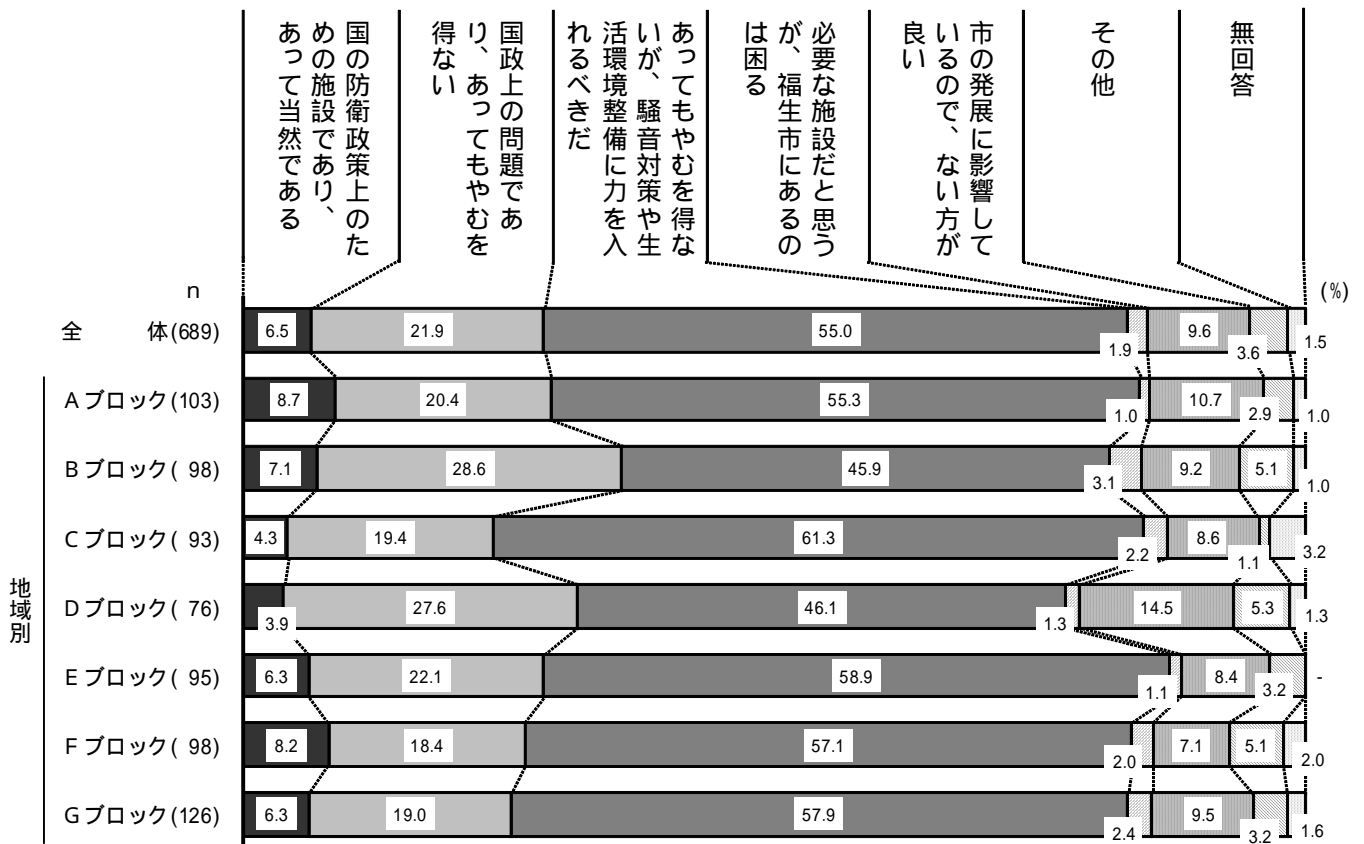 国の防衛政策上のた
めの施設であり、
あって当然である
国政上の問題であ
り、あってもやむを
得ない
あってもやむを得な
いが、騒音対策や生
活環境整備に力を入
れるべきだ
必要な施設だと思う
が、福生市にあるの
は困る
市の発展に影響して
いるので、ない方が
良い
その他
無回答
n
(%)
全 体(689)
6.5 21.9 55.0 1.9 9.6 3.6 1.5
地域別
Aブロック(103)
8.7 20.4 55.3 1.0 10.7 2.9 1.0
Bブロック( 98)
7.1 28.6 45.9 3.1 9.2 5.1 1.0
Cブロック( 93)
4.3 19.4 61.3 2.2 8.6 1.1 3.2
Dブロック( 76)
3.9 27.6 46.1 1.3 14.5 5.3 1.3
Eブロック( 95)
6.3 22.1 58.9 1.1 8.4 3.2 -
Fブロック( 98)
8.2 18.4 57.1 2.0 7.1 5.1 2.0
Gブロック(126)
6.3 19.0 57.9 2.4 9.5 3.2 1.6